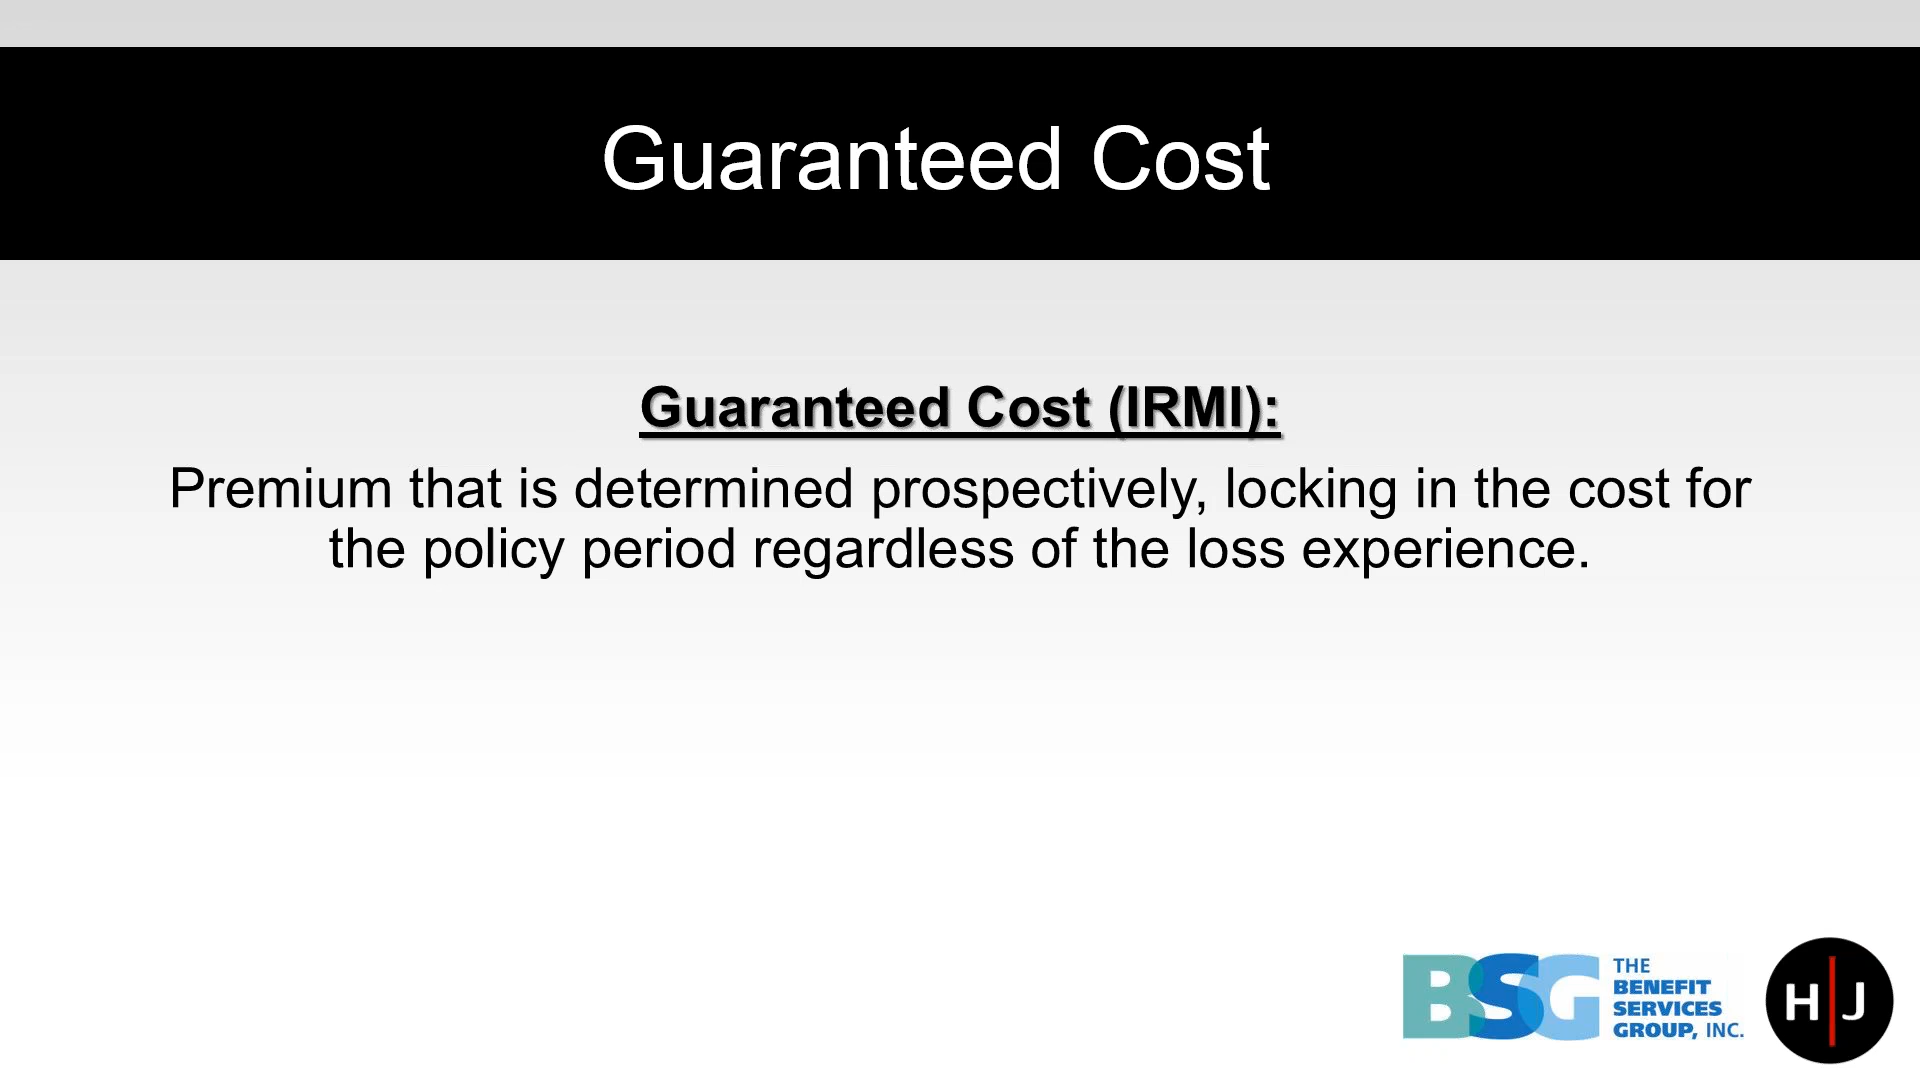 Guaranteed Cost
Guaranteed Cost (IRMI):
Premium that is determined prospectively, locking in the cost for
the policy period regardless of the loss experience.
BSG
THE
BENEFIT
SERVICES
GROUP, INC.
H|J